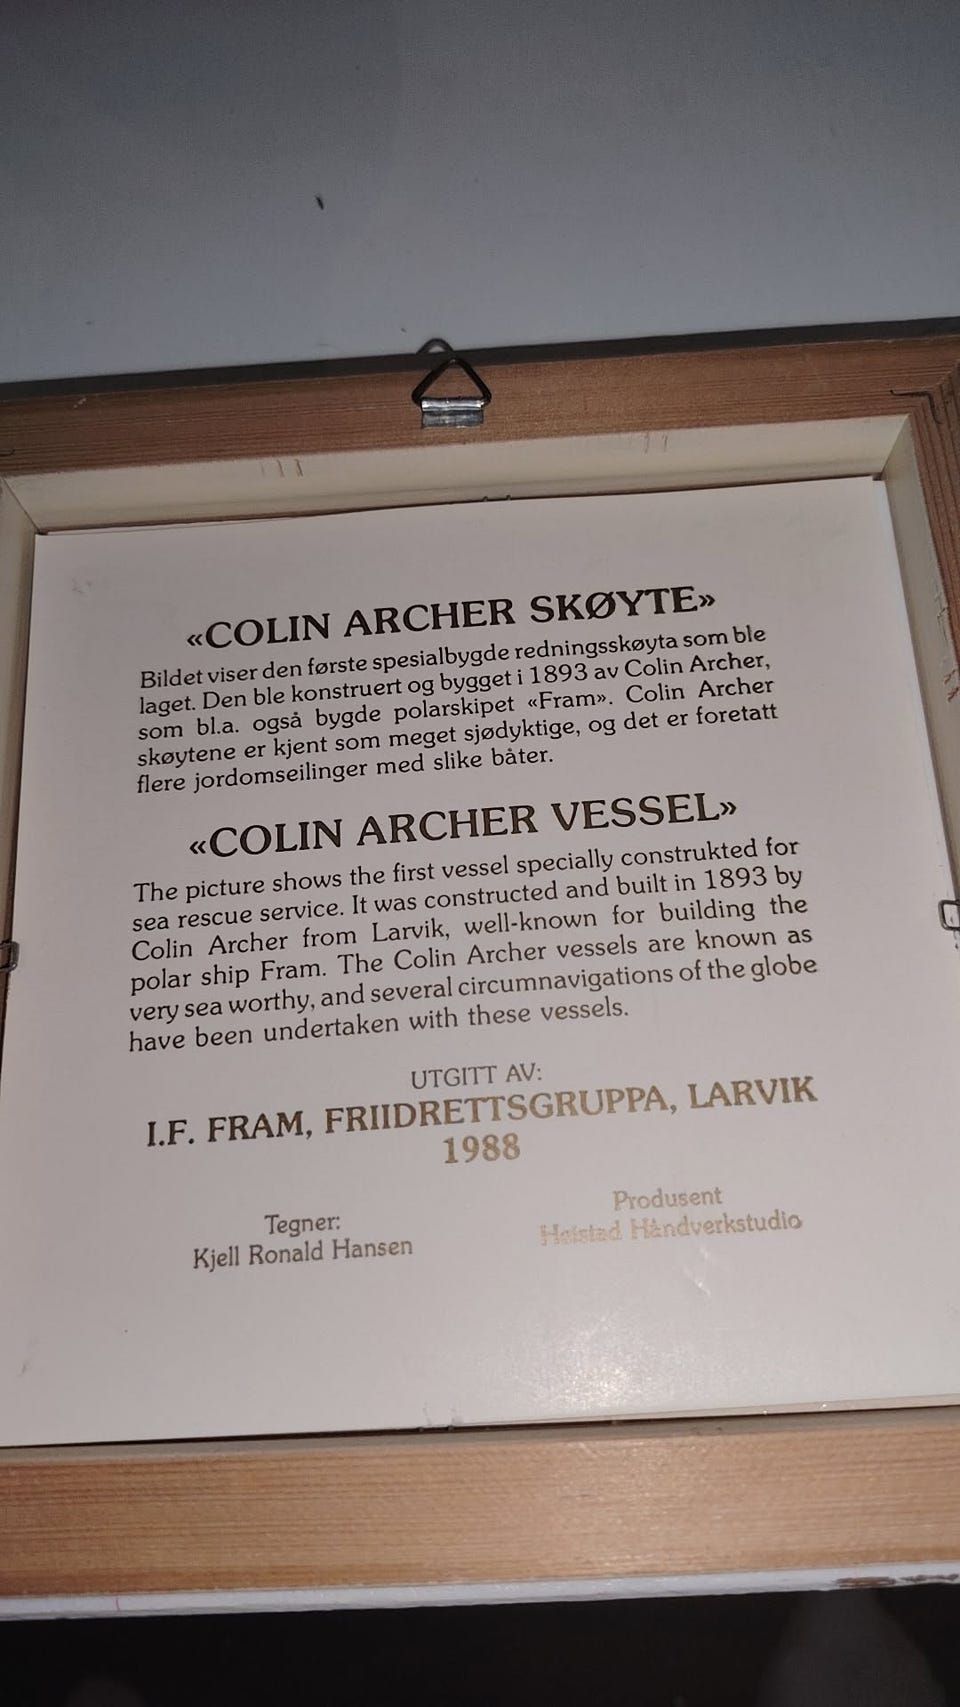 «COLIN ARCHER SKØYTE»
Bildet viser den første spesialbygde redningsskøyta som ble
laget. Den ble konstruert og bygget i 1893 av Colin Archer,
som bl.a. også bygde polarskipet «Fram». Colin Archer
skøytene er kjent som meget sjødyktige, og det er foretatt
flere jordomseilinger med slike båter.
«COLIN ARCHER VESSEL»
The picture shows the first vessel specially construkted for
sea rescue service. It was constructed and built in 1893 by
Colin Archer from Larvik, well-known for building the
polar ship Fram. The Colin Archer vessels are known as
very sea worthy, and several circumnavigations of the globe
have been undertaken with these vessels.
UTGITT AV:
I.F. FRAM, FRIIDRETTSGRUPPA, LARVIK
1988
Tegner:
Kjell Ronald Hansen
Produsent
Håndverkstudio